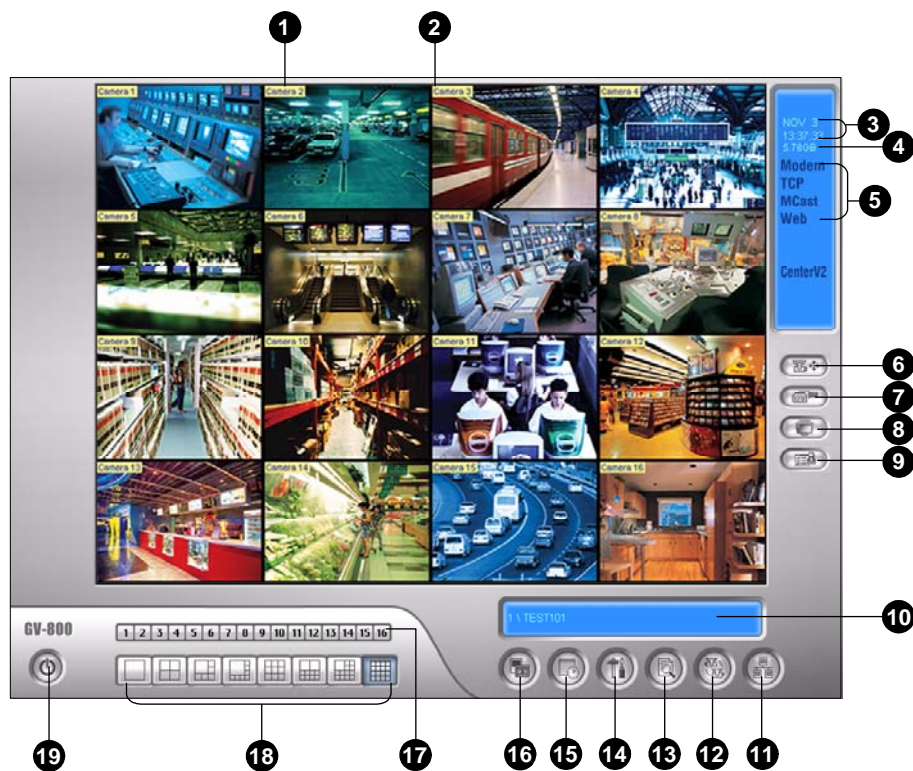 1 2
Camera 1 Camera 2 Camera 3 Camera 4
NOV 3
3
13:37:33
4
Modem
TCP
MCast
5
Web
Camera 5 Camera 6 Camera 7 Camera 8
CenterV2
Camera 9 Camera 10 Camera 11 Camera 12
6
7
8
9
Camera 13 Camera 14 Camera 15 Camera 16
1 \ TEST101
10
GV-800
1 2 3 4 5 6 7 8 9 10 11 12 13 14 15 16
19 18 17 16 15 14 13 12 11